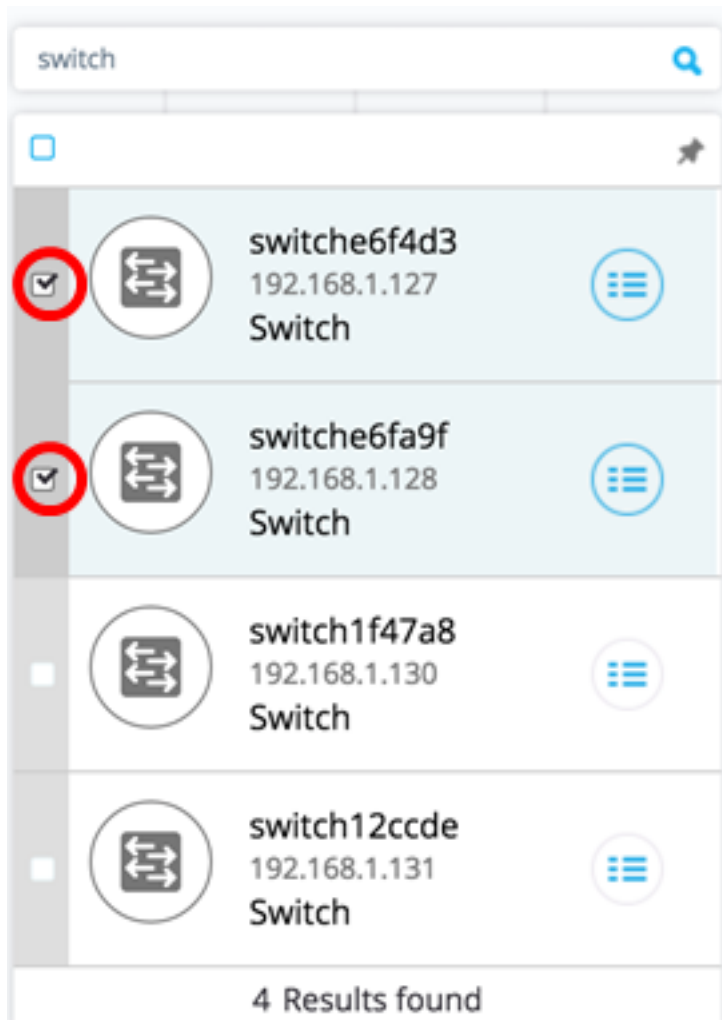 switch
switche6f4d3
192.168.1.127
Switch
switche6fa9f
192.168.1.128
Switch
switch1f47a8
192.168.1.130
Switch
switch12ccde
192.168.1.131
Switch
4 Results found